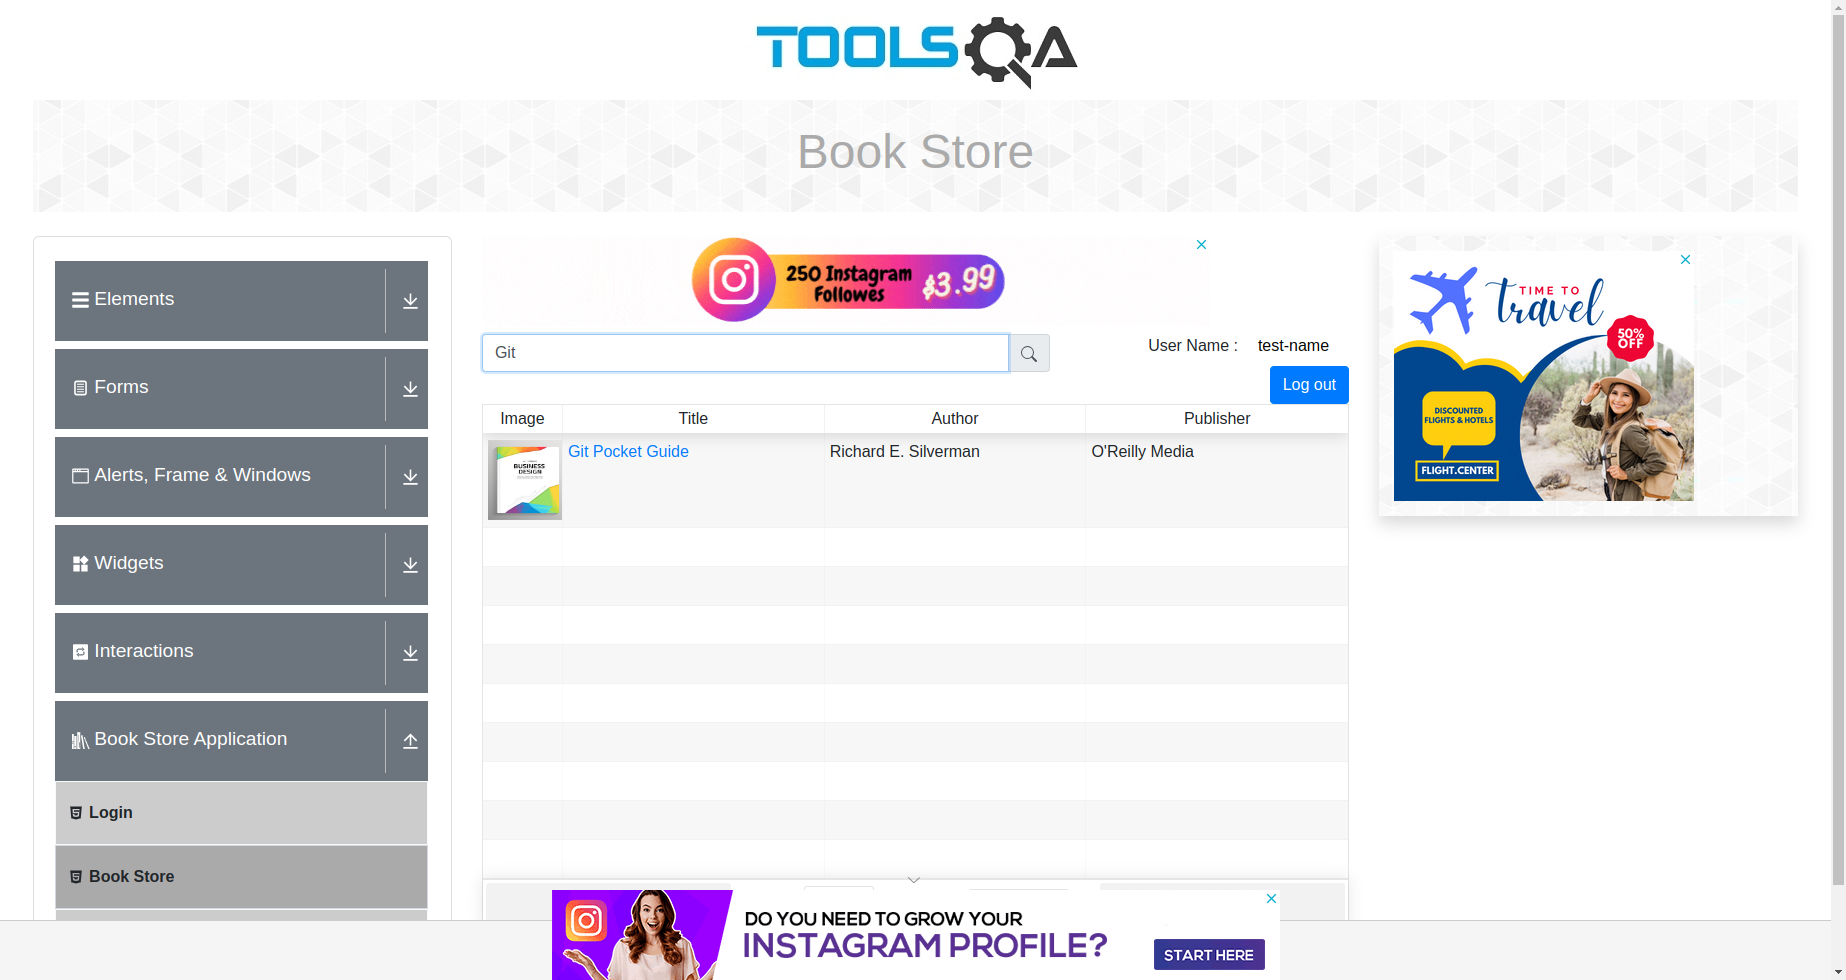 TOOLSQA
Book Store
Elements
Forms
Alerts, Frame & Windows
Widgets
Interactions
Book Store Application
Login
Book Store
250 Instagram
Followes
$3.99
Git
User Name :
test-name
Log out
Image
Title
Author
Publisher
BUSINESS
DESIGN
Git Pocket Guide
Richard E. Silverman
O'Reilly Media
TIME TO
travel
50%
OFF
DISCOUNTED
FLIGHTS & HOTELS
FLIGHT.CENTER
DO YOU NEED TO GROW YOUR
INSTAGRAM PROFILE?
START HERE